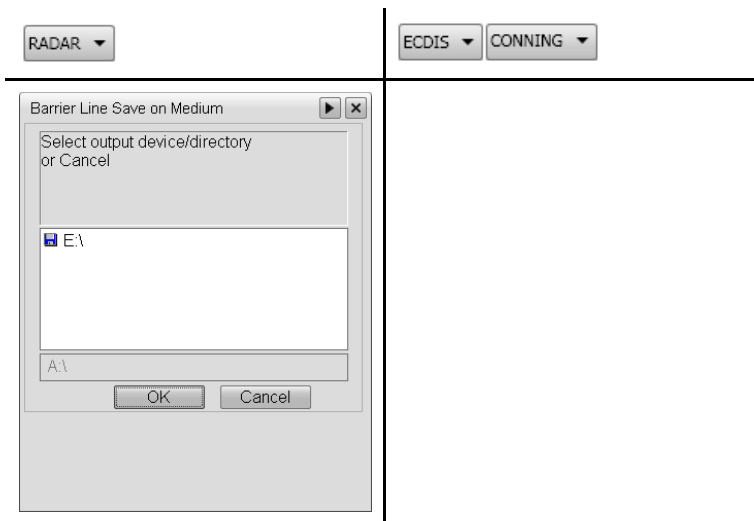 RADAR
ECDIS CONNING
Barrier Line Save on Medium
Select output device/directory
or Cancel
E:\
A:\
OK Cancel